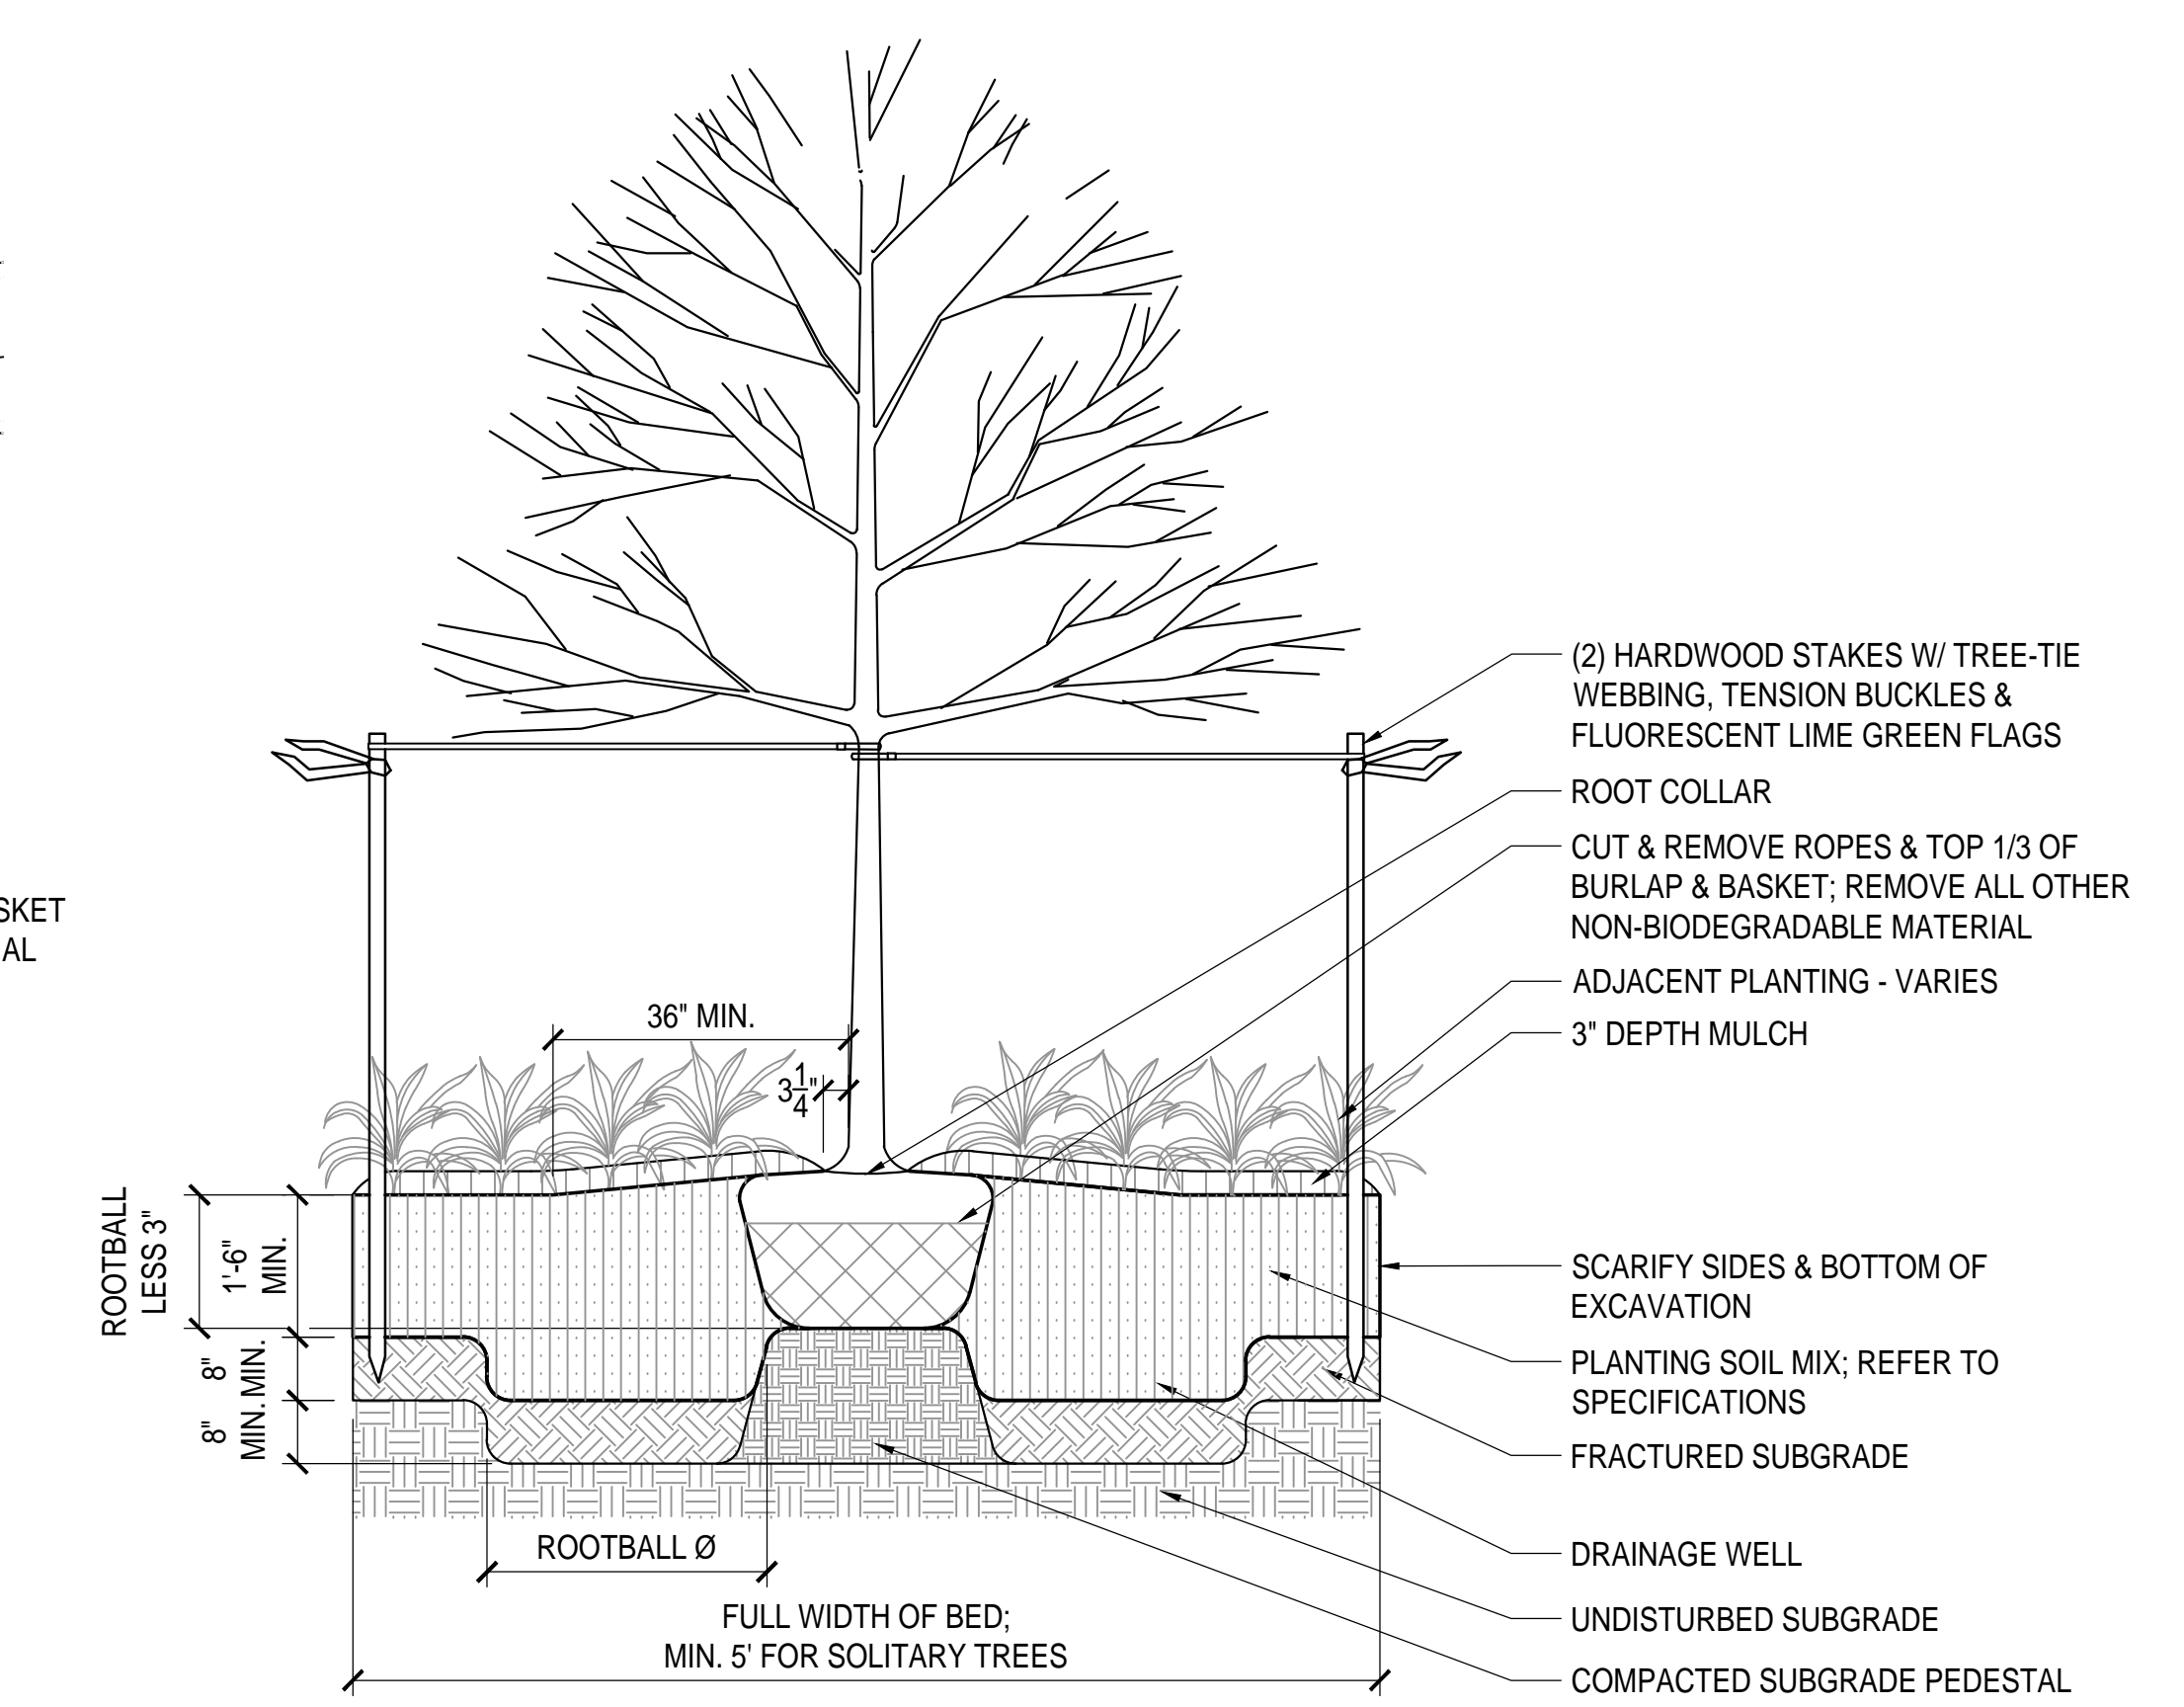 SKET
AL
(2) HARDWOOD STAKES W/ TREE-TIE
WEBBING, TENSION BUCKLES &
FLUORESCENT LIME GREEN FLAGS
ROOT COLLAR
CUT & REMOVE ROPES & TOP 1/3 OF
BURLAP & BASKET; REMOVE ALL OTHER
NON-BIODEGRADABLE MATERIAL
ADJACENT PLANTING - VARIES
3" DEPTH MULCH
36" MIN.
3 1/4"
ROOTBALL
LESS 3"
1'-6"
MIN.
8"
MIN.
8"
MIN.
SCARIFY SIDES & BOTTOM OF
EXCAVATION
PLANTING SOIL MIX; REFER TO
SPECIFICATIONS
FRACTURED SUBGRADE
DRAINAGE WELL
UNDISTURBED SUBGRADE
COMPACTED SUBGRADE PEDESTAL
ROOTBALL Ø
FULL WIDTH OF BED;
MIN. 5' FOR SOLITARY TREES